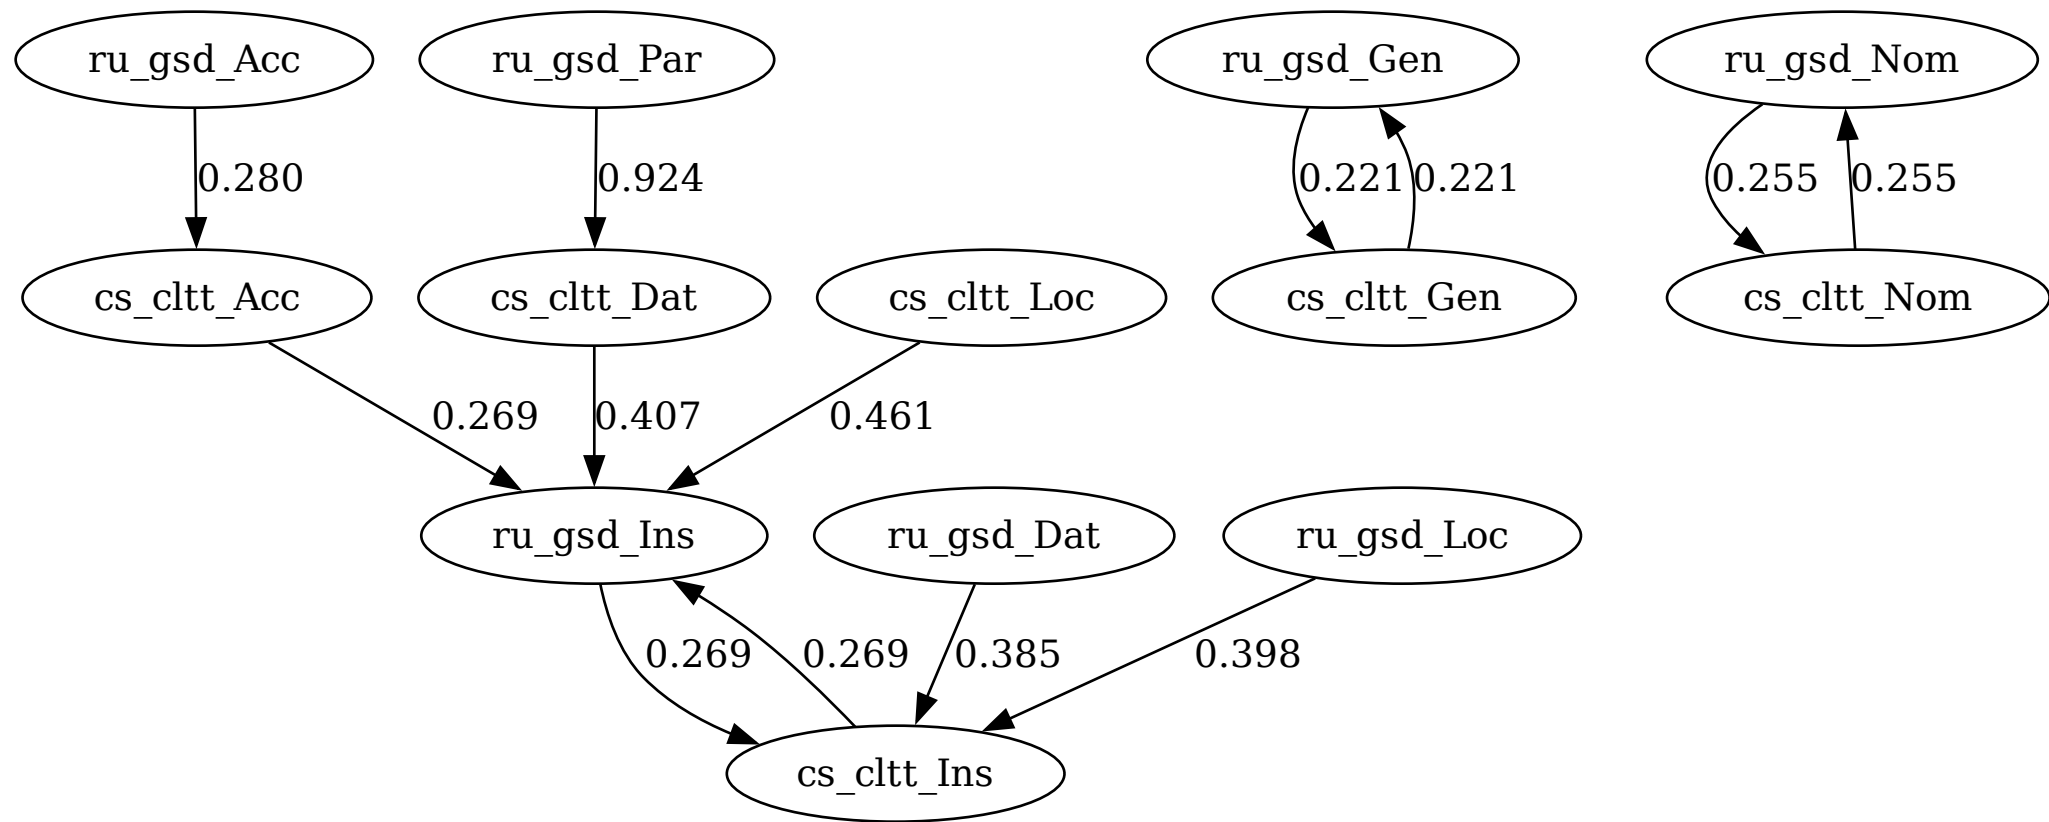 ru_gsd_Acc
ru_gsd_Par
ru_gsd_Gen
ru_gsd_Nom
0.280
0.924
0.221
0.221
0.255
0.255
cs_cltt_Acc
cs_cltt_Dat
cs_cltt_Loc
cs_cltt_Gen
cs_cltt_Nom
0.269
0.407
0.461
ru_gsd_Ins
ru_gsd_Dat
ru_gsd_Loc
0.269
0.269
0.385
0.398
cs_cltt_Ins